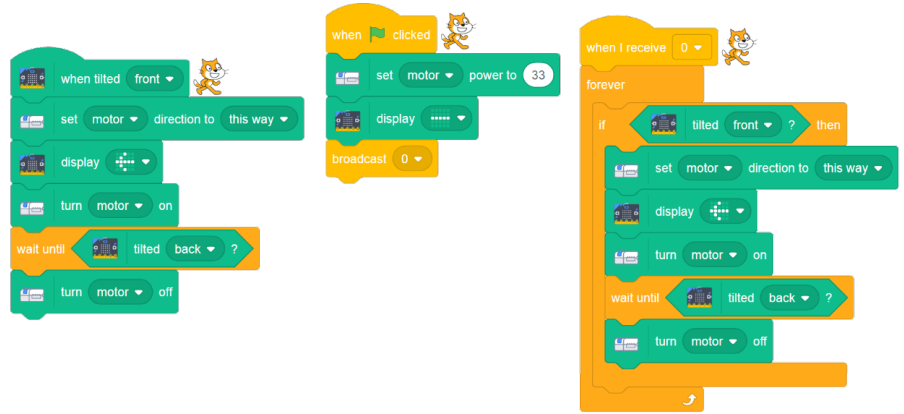 when tilted front
set motor direction to this way
display
turn motor on
wait until tilted back ?
turn motor off
when clicked
set motor power to 33
display
broadcast 0
when I receive 0
forever
if tilted front ? then
set motor direction to this way
display
turn motor on
wait until tilted back ?
turn motor off